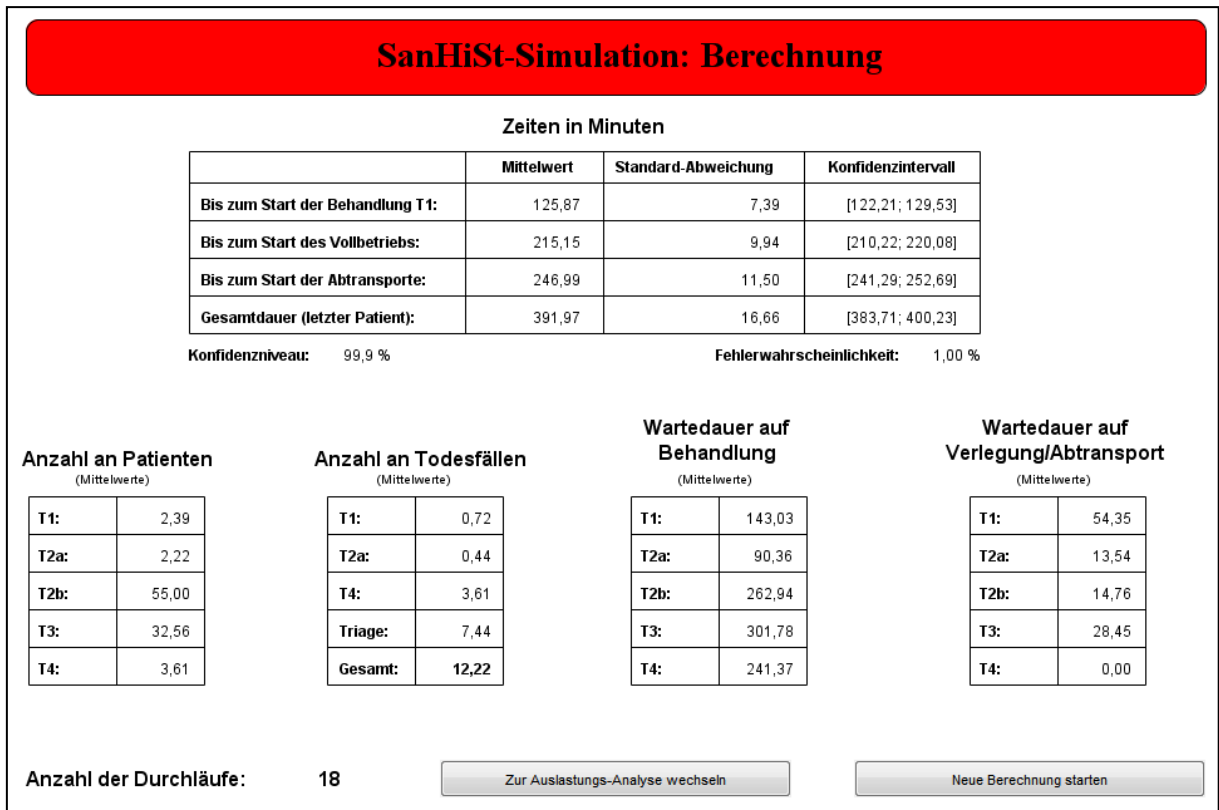 SanHiSt-Simulation: Berechnung
Zeiten in Minuten
Mittelwert Standard-Abweichung Konfidenzintervall
Bis zum Start der Behandlung T1: 125,87 7,39 [122,21; 129,53]
Bis zum Start des Vollbetriebs: 215,15 9,94 [210,22; 220,08]
Bis zum Start der Abtransporte: 246,99 11,50 [241,29; 252,69]
Gesamtdauer (letzter Patient): 391,97 16,66 [383,71; 400,23]
Konfidenzniveau: 99,9 % Fehlerwahrscheinlichkeit: 1,00 %
Anzahl an Patienten
(Mittelwerte)
T1: 2,39
T2a: 2,22
T2b: 55,00
T3: 32,56
T4: 3,61
Anzahl an Todesfällen
(Mittelwerte)
T1: 0,72
T2a: 0,44
T4: 3,61
Triage: 7,44
Gesamt: 12,22
Wartedauer auf
Behandlung
(Mittelwerte)
T1: 143,03
T2a: 90,36
T2b: 262,94
T3: 301,78
T4: 241,37
Wartedauer auf
Verlegung/Abtransport
(Mittelwerte)
T1: 54,35
T2a: 13,54
T2b: 14,76
T3: 28,45
T4: 0,00
Anzahl der Durchläufe: 18
Zur Auslastungs-Analyse wechseln
Neue Berechnung starten